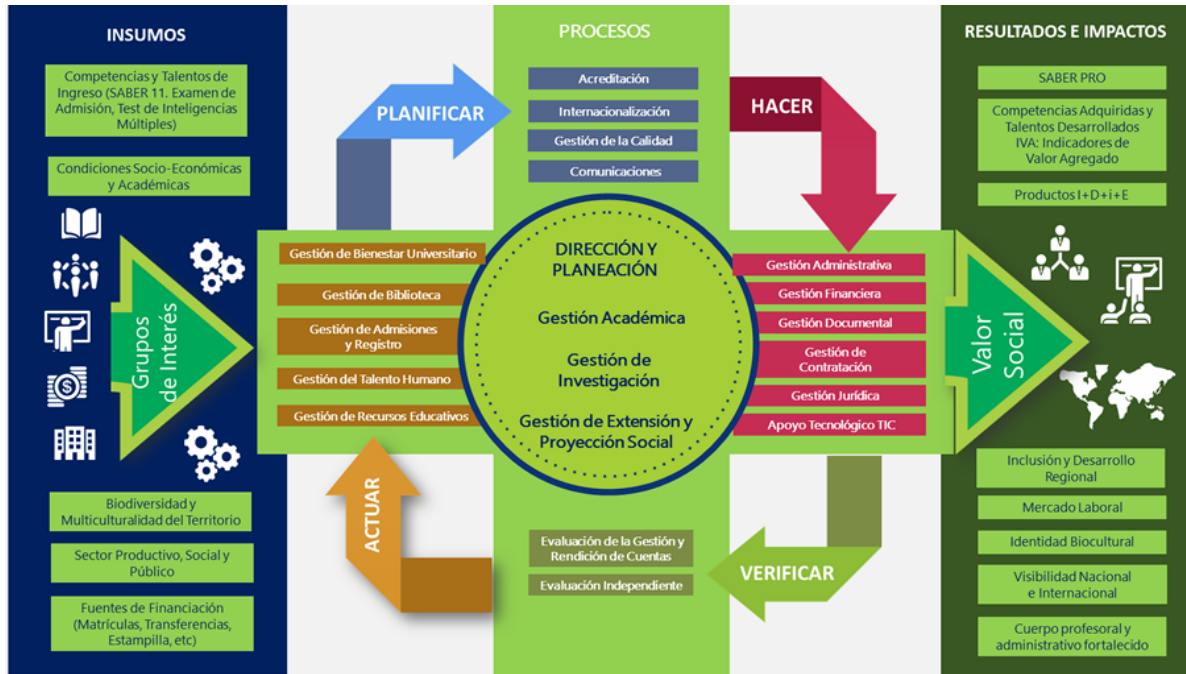 INSUMOS
Competencias y Talentos de
Ingreso (SABER 11. Examen de
Admisión, Test de Inteligencias
Múltiples)
Condiciones Socio-Económicas
y Académicas
Grupos
de Interés
Biodiversidad y
Multiculturalidad del Territorio
Sector Productivo, Social y
Público
Fuentes de Financiación
(Matrículas, Transferencias,
Estampilla, etc)
PLANIFICAR
PROCESOS
Acreditación
Internacionalización
Gestión de la Calidad
Comunicaciones
HACER
Gestión de Bienestar Universitario
Gestión de Biblioteca
Gestión de Admisiones
y Registro
Gestión del Talento Humano
Gestión de Recursos Educativos
DIRECCIÓN Y
PLANEACIÓN
Gestión Académica
Gestión de
Investigación
Gestión de Extensión y
Proyección Social
Gestión Administrativa
Gestión Financiera
Gestión Documental
Gestión de
Contratación
Gestión Jurídica
Apoyo Tecnológico TIC
ACTUAR
Evaluación de la Gestión y
Rendición de Cuentas
Evaluación Independiente
VERIFICAR
RESULTADOS E IMPACTOS
SABER PRO
Competencias Adquiridas y
Talentos Desarrollados
IVA: Indicadores de
Valor Agregado
Productos I+D+i+E
Valor
Social
Inclusión y Desarrollo
Regional
Mercado Laboral
Identidad Biocultural
Visibilidad Nacional
e Internacional
Cuerpo profesoral y
administrativo fortalecido